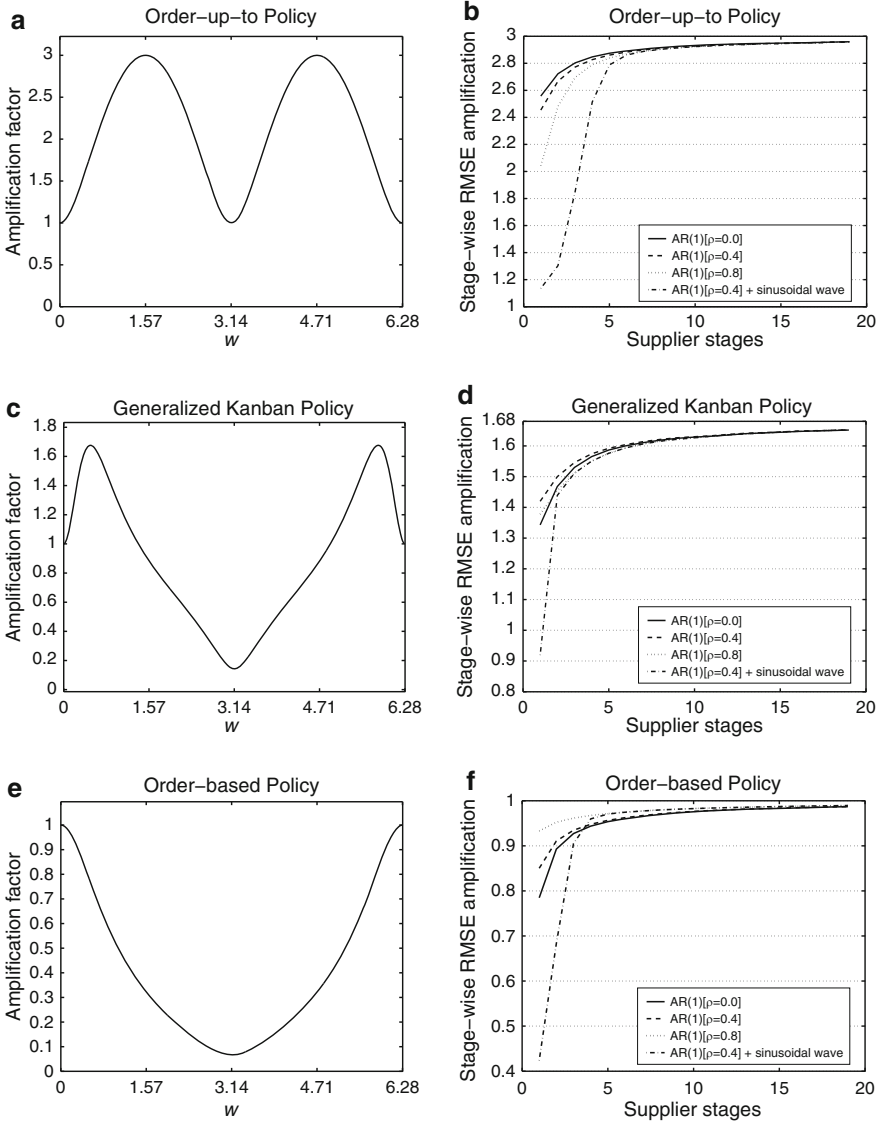 a
Order-up-to Policy
Amplification factor
3
2
1
0
0 1.57 3.14 4.71 6.28
w
b
Order-up-to Policy
Stage-wise RMSE amplification
3
2.8
2.6
2.4
2.2
2
1.8
1.6
1.4
1.2
1
AR(1)[ρ=0.0]
AR(1)[ρ=0.4]
AR(1)[ρ=0.8]
AR(1)[ρ=0.4] + sinusoidal wave
0 5 10 15 20
Supplier stages
c
Generalized Kanban Policy
Amplification factor
1.8
1.6
1.4
1.2
1
0.8
0.6
0.4
0.2
0
0 1.57 3.14 4.71 6.28
w
d
Generalized Kanban Policy
Stage-wise RMSE amplification
1.68
1.6
1.5
1.4
1.3
1.2
1.1
1
0.9
0.8
AR(1)[ρ=0.0]
AR(1)[ρ=0.4]
AR(1)[ρ=0.8]
AR(1)[ρ=0.4] + sinusoidal wave
0 5 10 15 20
Supplier stages
e
Order-based Policy
Amplification factor
1
0.9
0.8
0.7
0.6
0.5
0.4
0.3
0.2
0.1
0
0 1.57 3.14 4.71 6.28
w
f
Order-based Policy
Stage-wise RMSE amplification
1
0.9
0.8
0.7
0.6
0.5
0.4
AR(1)[ρ=0.0]
AR(1)[ρ=0.4]
AR(1)[ρ=0.8]
AR(1)[ρ=0.4] + sinusoidal wave
0 5 10 15 20
Supplier stages